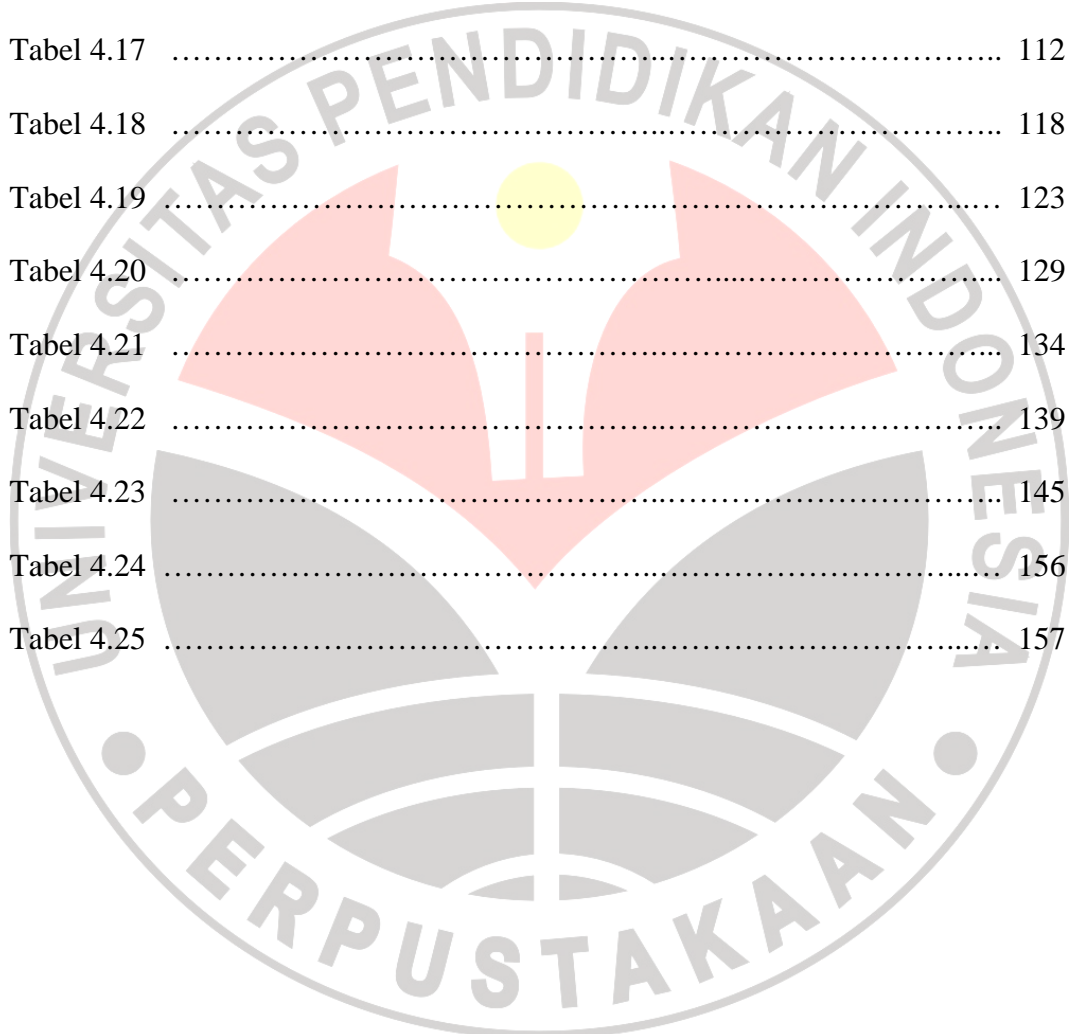 Tabel 4.17 ………………………………………………………………………….. 112
Tabel 4.18 ………………………………………………………………………….. 118
Tabel 4.19 …………………………………………..…………………………..… 123
Tabel 4.20 …………………………………………………...…………………….. 129
Tabel 4.21 ………………………………………………………………………….. 134
Tabel 4.22 ………………………………………………………………………….. 139
Tabel 4.23 ………………………………………………………………………….. 145
Tabel 4.24 …………………………………………..…………………………..… 156
Tabel 4.25 …………………………………………..………………………...…… 157
UNIVERSITAS PENDIDIKAN INDONESIA
PERPUSTAKAAN